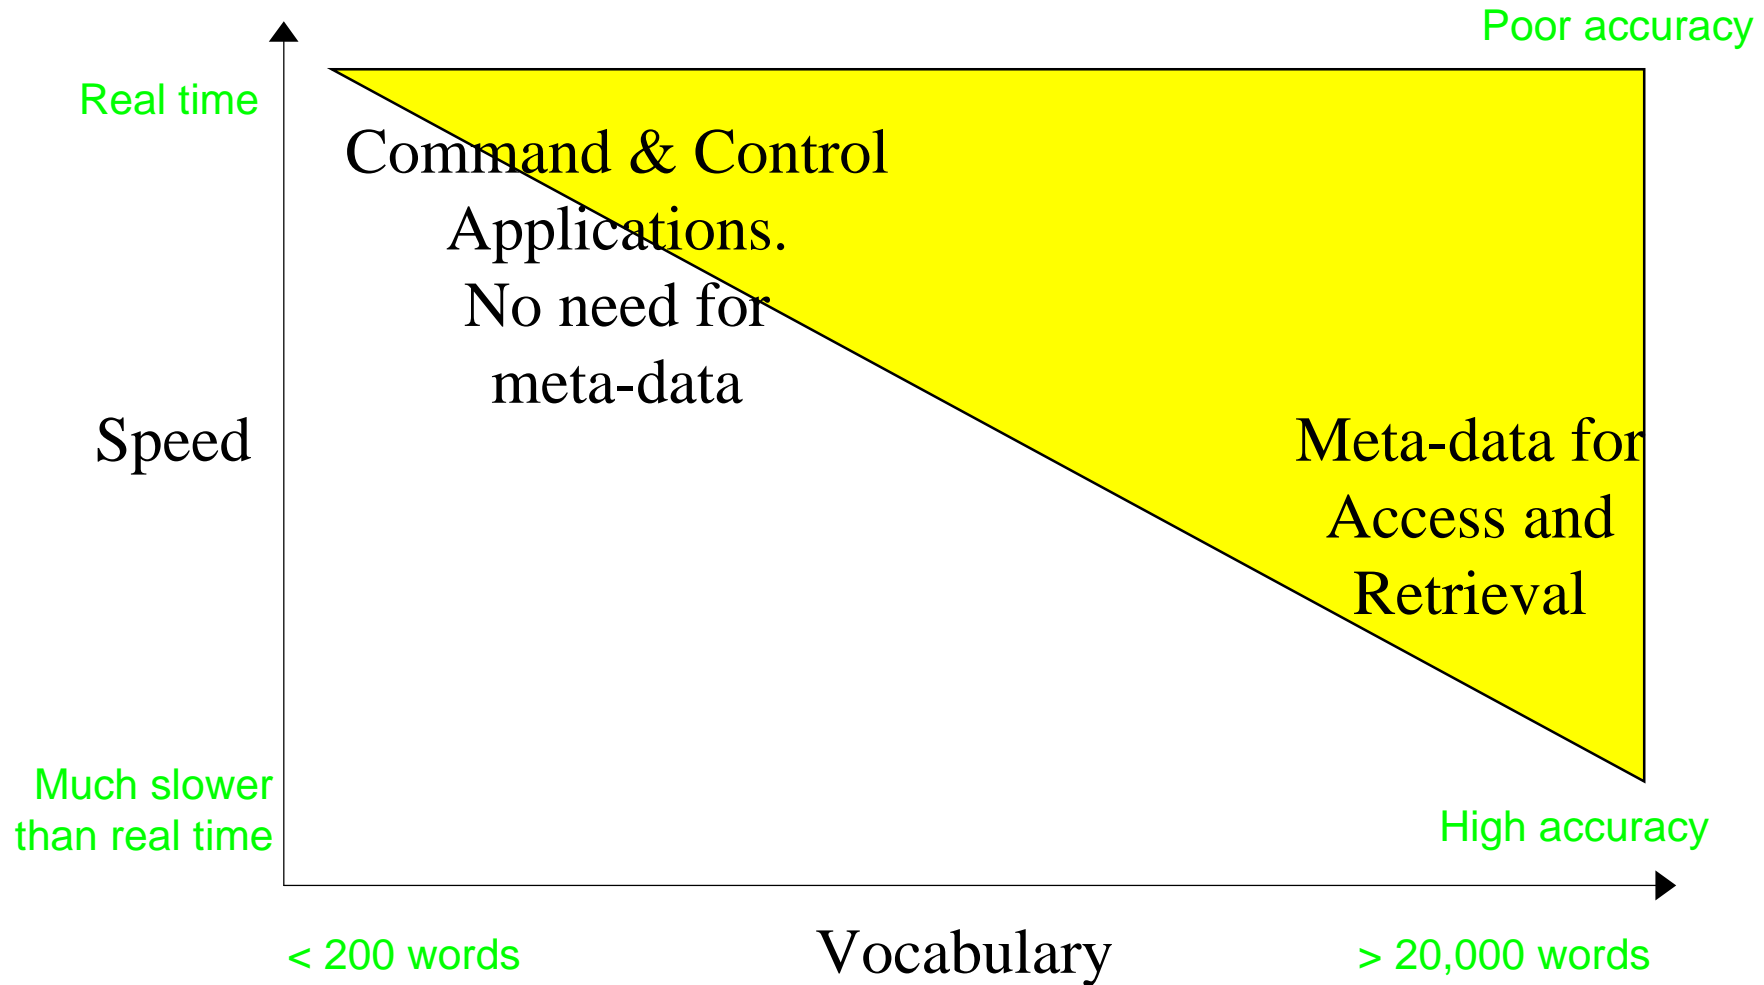 Poor accuracy
Real time
Command & Control
Applications.
No need for
meta-data
Speed
Meta-data for
Access and
Retrieval
Much slower
than real time
High accuracy
< 200 words
Vocabulary
> 20,000 words